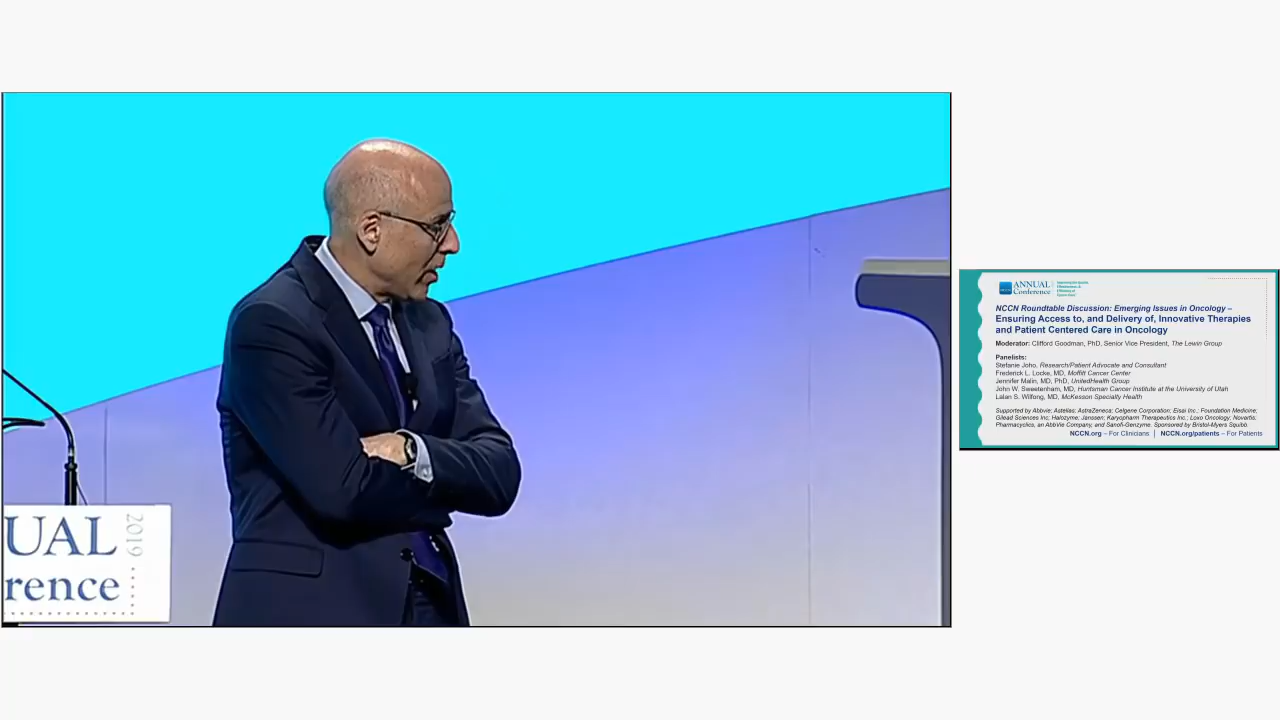 UAL
2019
rence
NCCN
ANNUAL
Conference
NCCN Roundtable Discussion: Emerging Issues in Oncology –
Ensuring Access to, and Delivery of, Innovative Therapies
and Patient Centered Care in Oncology
Moderator: Clifford Goodman, PhD, Senior Vice President, The Lewin Group
Panelists:
Stefanie Joho, Research/Patient Advocate and Consultant
Frederick L. Locke, MD, Moffitt Cancer Center
Jennifer Malin, MD, PhD, UnitedHealth Group
John W. Sweetenham, MD, Huntsman Cancer Institute at the University of Utah
Lalan S. Wilfong, MD, McKesson Specialty Health
Supported by Abbvie; Astellas; AstraZeneca; Celgene Corporation; Eisai Inc.; Foundation Medicine;
Gilead Sciences Inc; Halozyme; Janssen; Karyopharm Therapeutics Inc.; Loxo Oncology; Novartis;
Pharmacyclics, an AbbVie Company, and Sanofi-Genzyme. Sponsored by Bristol-Myers Squibb.
NCCN.org – For Clinicians | NCCN.org/patients – For Patients